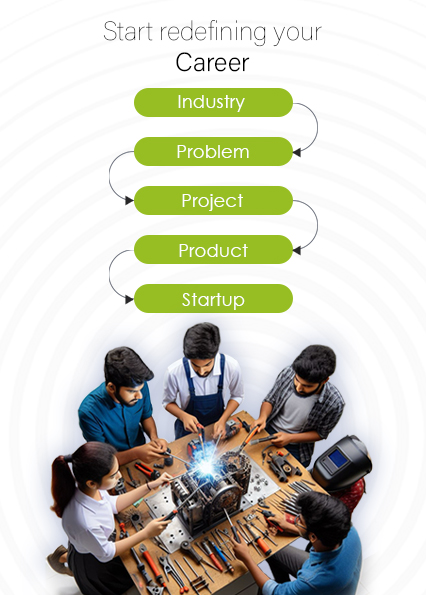 Start redefining your
Career
Industry
Problem
Project
Product
Startup